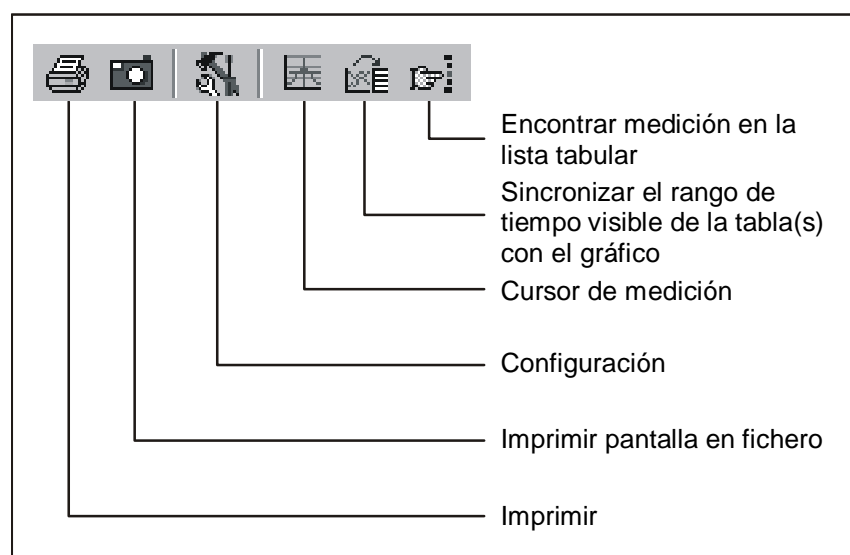 Encontrar medición en la
lista tabular
Sincronizar el rango de
tiempo visible de la tabla(s)
con el gráfico
Cursor de medición
Configuración
Imprimir pantalla en fichero
Imprimir